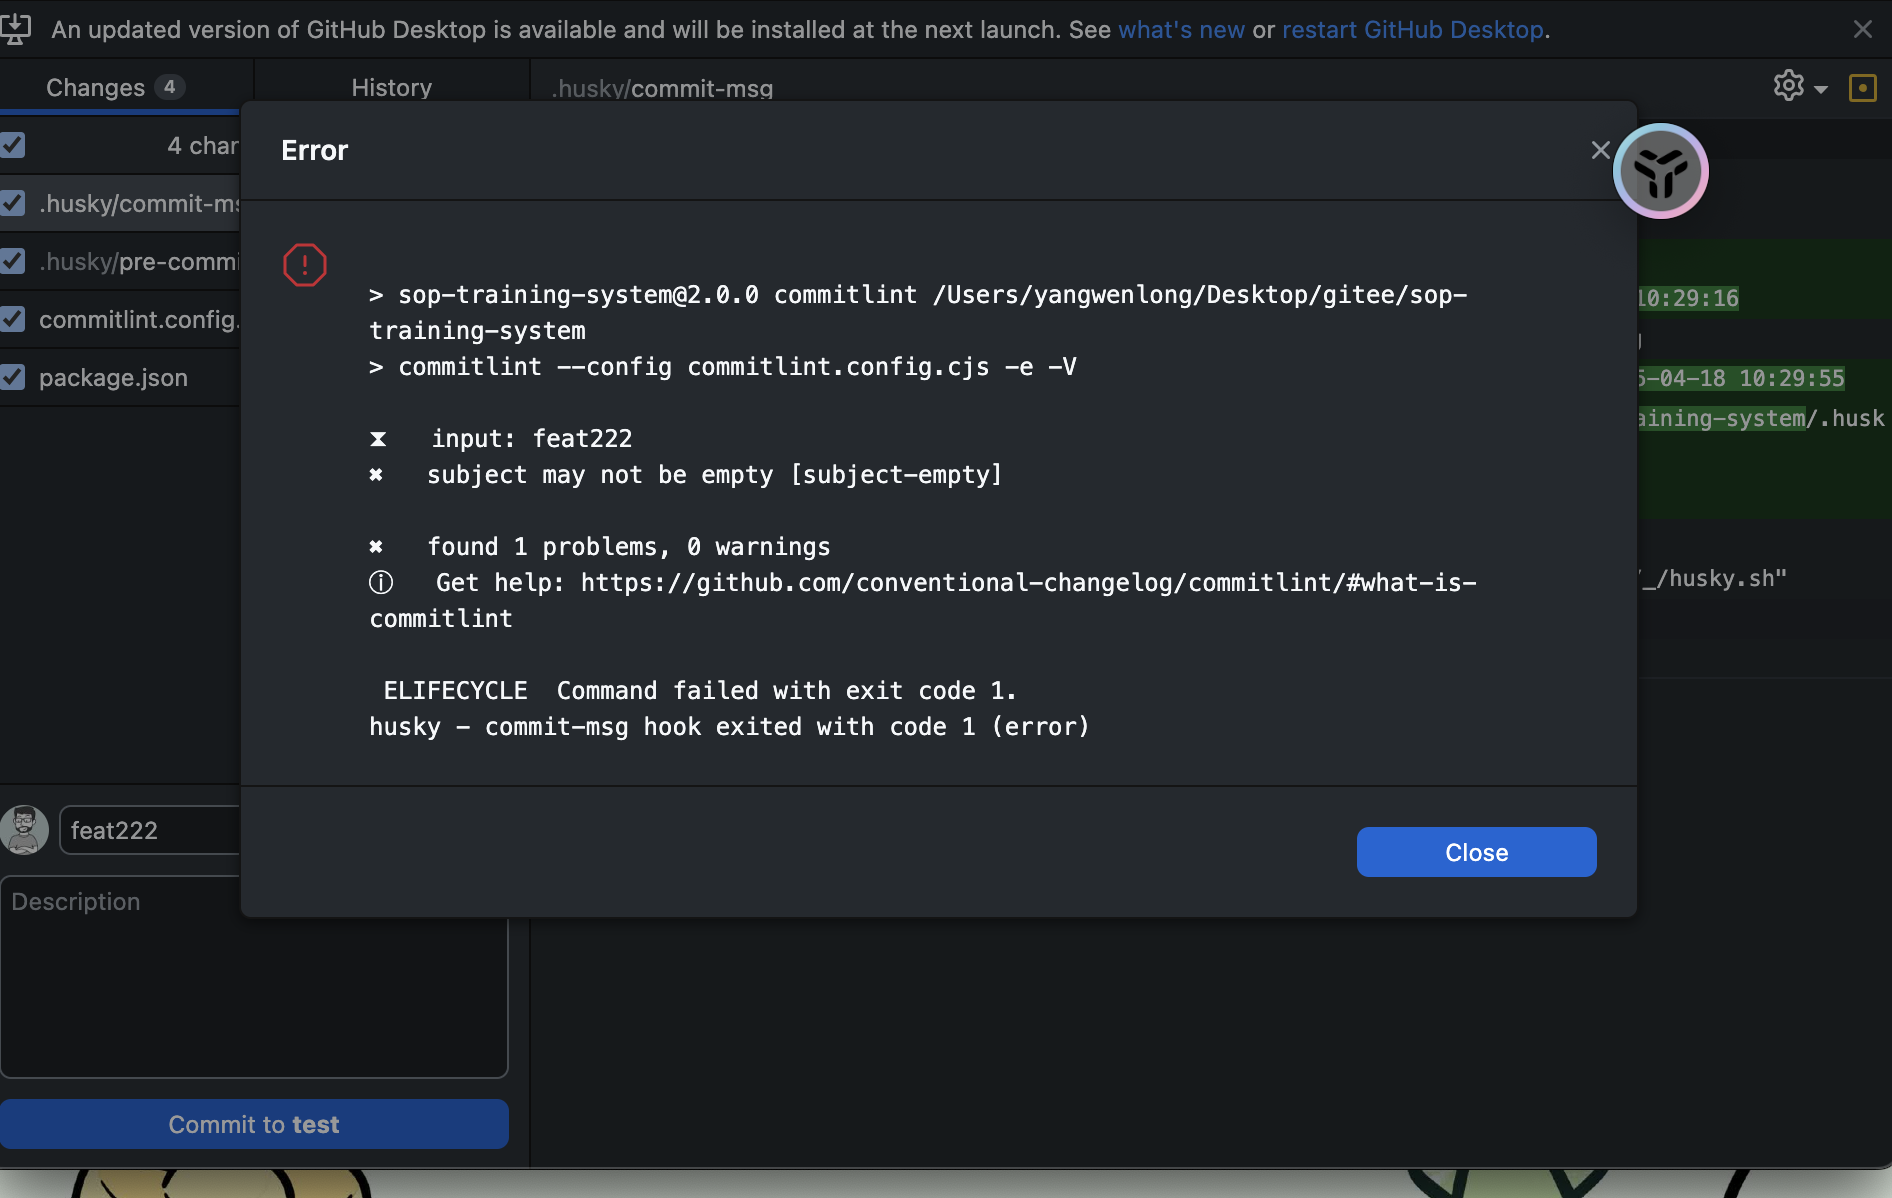 An updated version of GitHub Desktop is available and will be installed at the next launch. See what's new or restart GitHub Desktop.
Changes 4
History
.husky/commit-msg
4 char
.husky/commit-ms
.husky/pre-commi
commitlint.config.
package.json
Error
> sop-training-system@2.0.0 commitlint /Users/yangwenlong/Desktop/gitee/sop-
training-system
> commitlint --config commitlint.config.cjs -e -V
⧗ input: feat222
✖ subject may not be empty [subject-empty]
✖ found 1 problems, 0 warnings
ⓘ Get help: https://github.com/conventional-changelog/commitlint/#what-is-
commitlint
ELIFECYCLE Command failed with exit code 1.
husky - commit-msg hook exited with code 1 (error)
Close
10:29:16
5-04-18 10:29:55
aining-system/.husk
/_/husky.sh"
feat222
Description
Commit to test